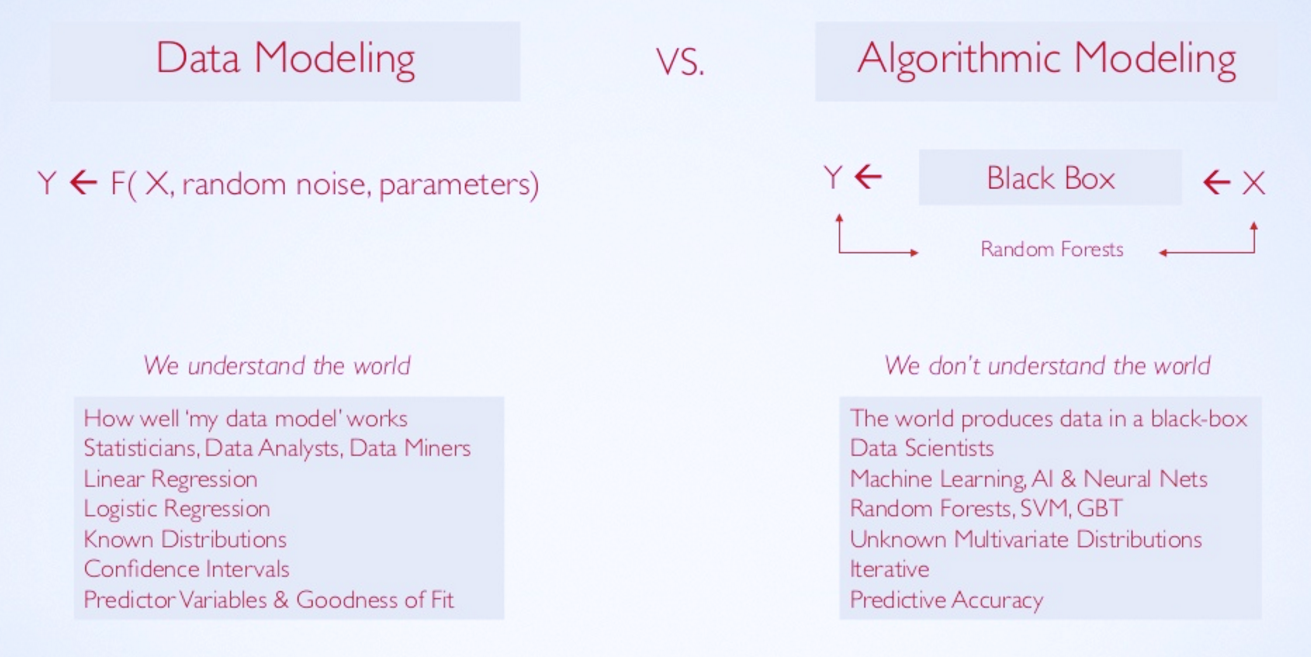 Data Modeling
VS.
Algorithmic Modeling
Y ← F( X, random noise, parameters)
Y ← Black Box ← X
Random Forests
We understand the world
How well ‘my data model’ works
Statisticians, Data Analysts, Data Miners
Linear Regression
Logistic Regression
Known Distributions
Confidence Intervals
Predictor Variables & Goodness of Fit
We don’t understand the world
The world produces data in a black-box
Data Scientists
Machine Learning, AI & Neural Nets
Random Forests, SVM, GBT
Unknown Multivariate Distributions
Iterative
Predictive Accuracy